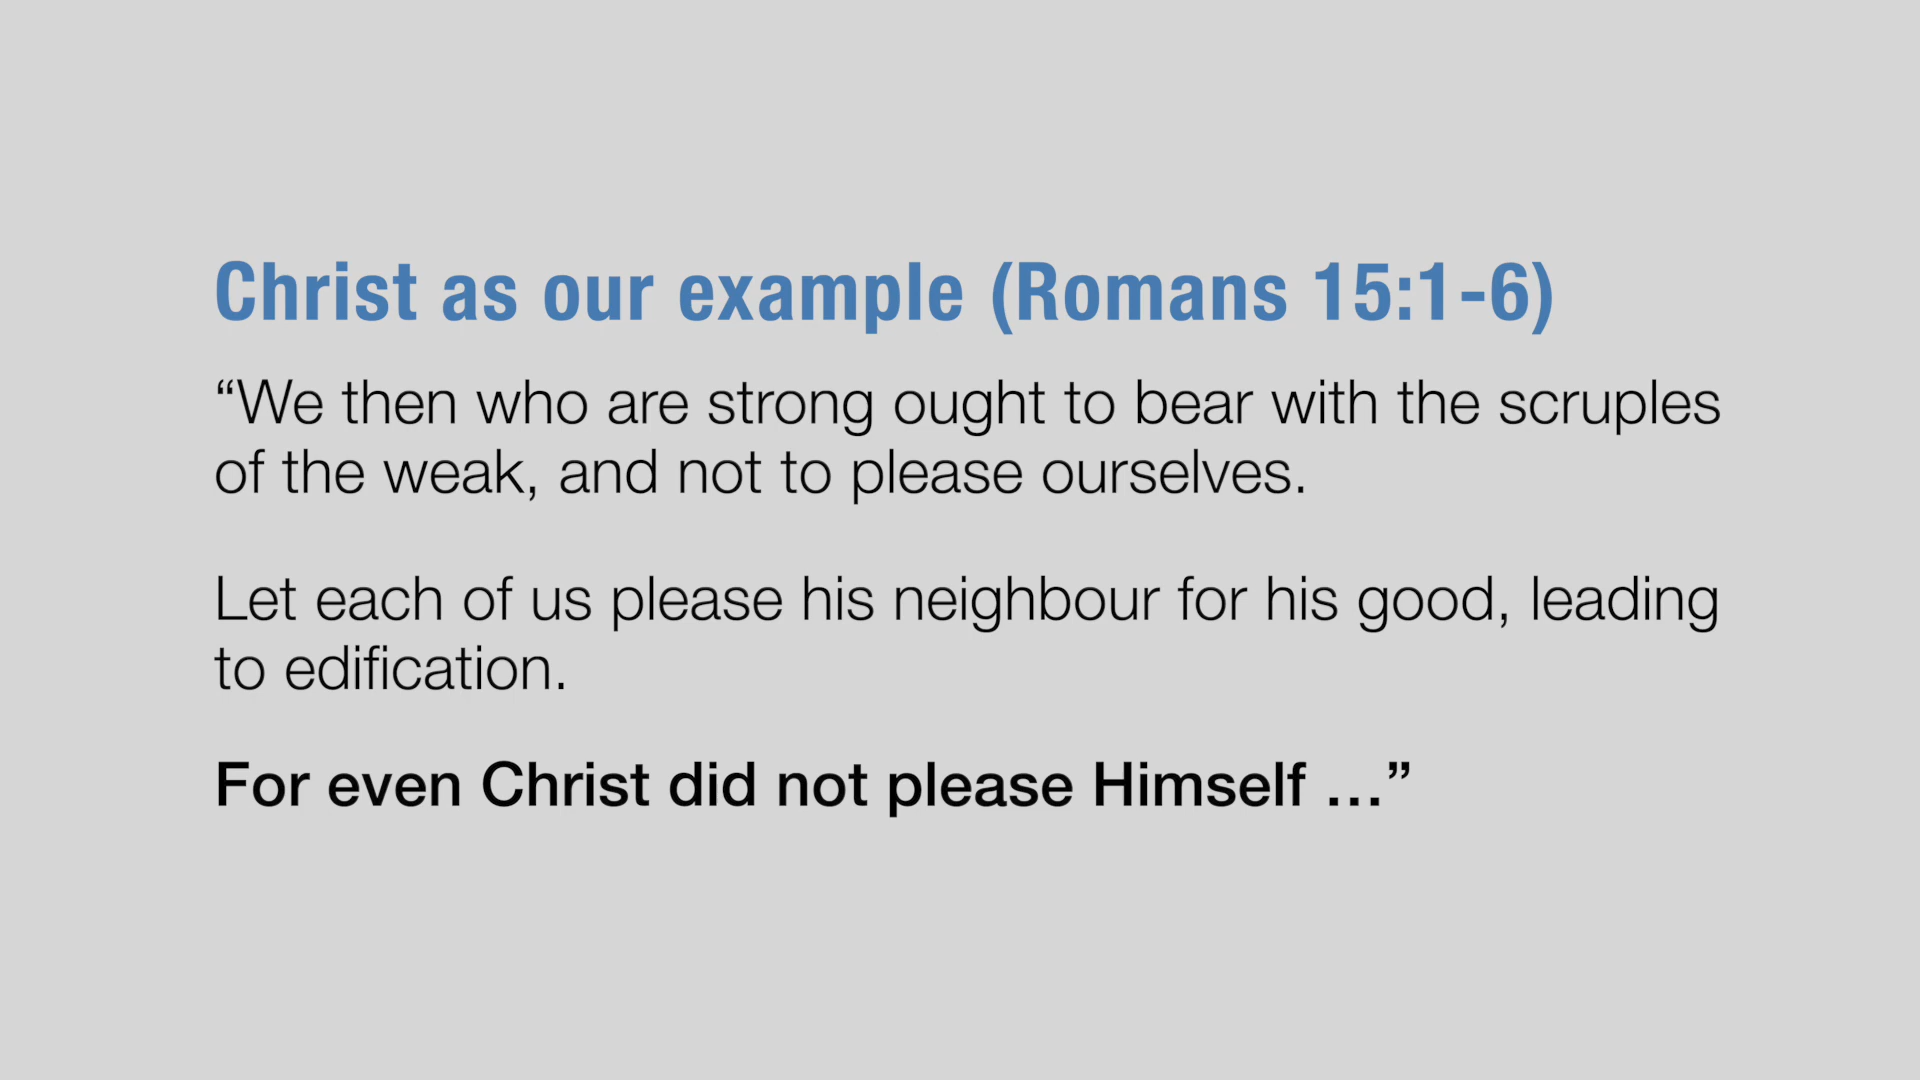 Christ as our example (Romans 15:1-6)
“We then who are strong ought to bear with the scruples
of the weak, and not to please ourselves.
Let each of us please his neighbour for his good, leading
to edification.
For even Christ did not please Himself …”